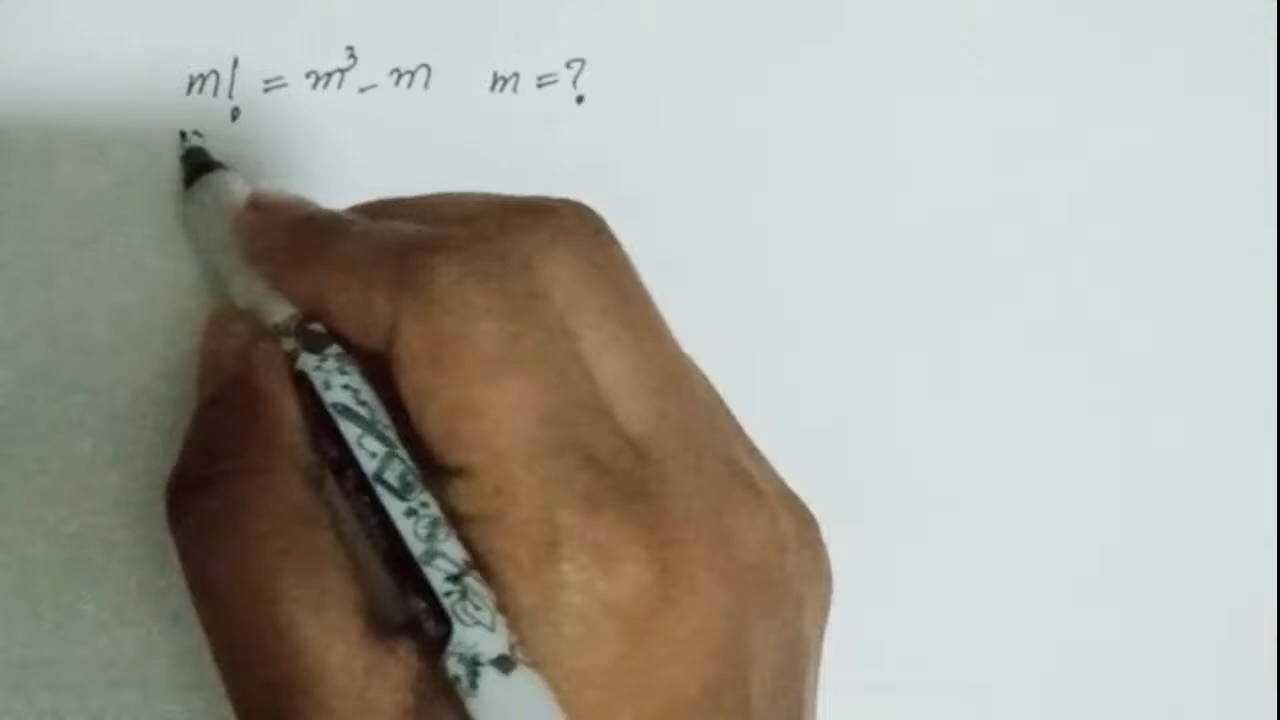 m! = m³ - m m = ?